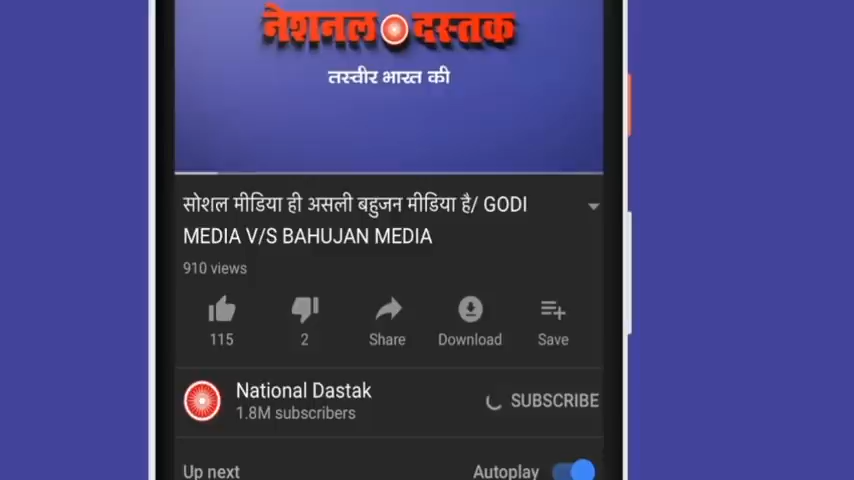 नेशनल दस्तक
तस्वीर भारत की
सोशल मीडिया ही असली बहुजन मीडिया है/ GODI
MEDIA V/S BAHUJAN MEDIA
910 views
115
2
Share
Download
Save
National Dastak
1.8M subscribers
SUBSCRIBE
Up next
Autoplay